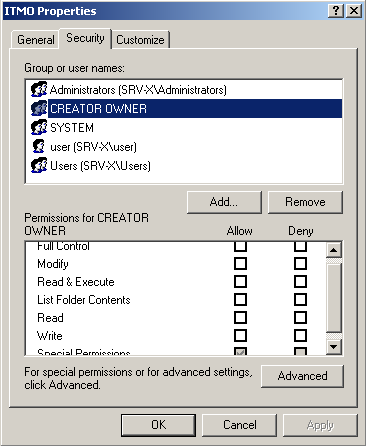 ITMO Properties
General Security Customize
Group or user names:
Administrators (SRV-X\Administrators)
CREATOR OWNER
SYSTEM
user (SRV-X\user)
Users (SRV-X\Users)
Add... Remove
Permissions for CREATOR
OWNER Allow Deny
Full Control
Modify
Read & Execute
List Folder Contents
Read
Write
Special Permissions
For special permissions or for advanced settings,
click Advanced. Advanced
OK Cancel Apply